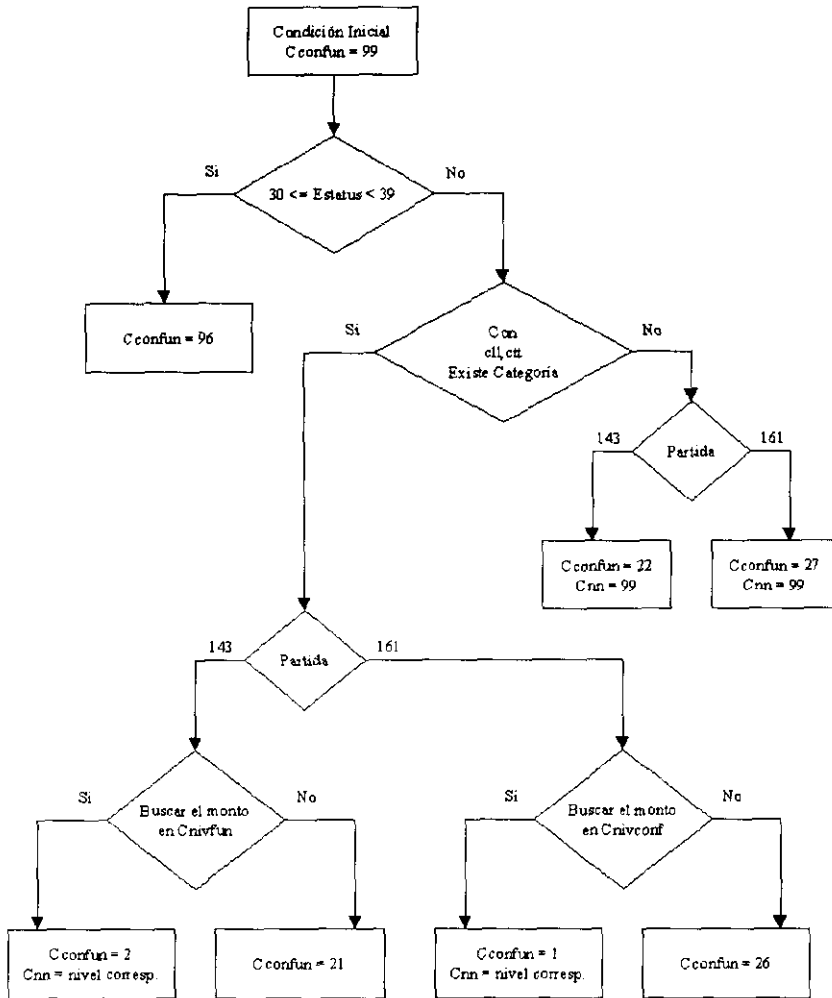 Condición Inicial
Cconfun = 99
Si
No
30 <= Estatus < 39
Cconfun = 96
Si
No
Con
cll,ctt
Existe Categoría
143
161
Partida
Cconfun = 22
Cnn = 99
Cconfun = 27
Cnn = 99
143
161
Partida
Si
No
Buscar el monto
en Cnivfun
Si
No
Buscar el monto
en Cnivconf
Cconfun = 2
Cnn = nivel corresp.
Cconfun = 21
Cconfun = 1
Cnn = nivel corresp.
Cconfun = 26